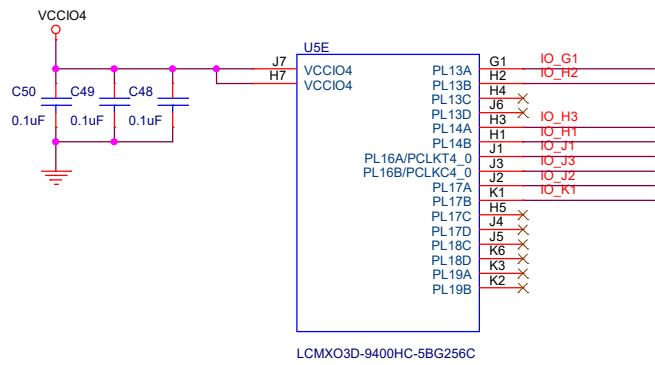 VCCIO4
U5E
J7 VCCIO4
H7 VCCIO4
C50 C49 C48
0.1uF 0.1uF 0.1uF
PL13A G1 IO_G1
PL13B H2 IO_H2
PL13C H4
PL13D J6
PL14A H3 IO_H3
PL14B H1 IO_H1
PL16A/PCLKT4_0 J1 IO_J1
PL16B/PCLKC4_0 J3 IO_J3
PL17A J2 IO_J2
PL17B K1 IO_K1
PL17C H5
PL17D J4
PL18C J5
PL18D K6
PL19A K3
PL19B K2
LCMXO3D-9400HC-5BG256C